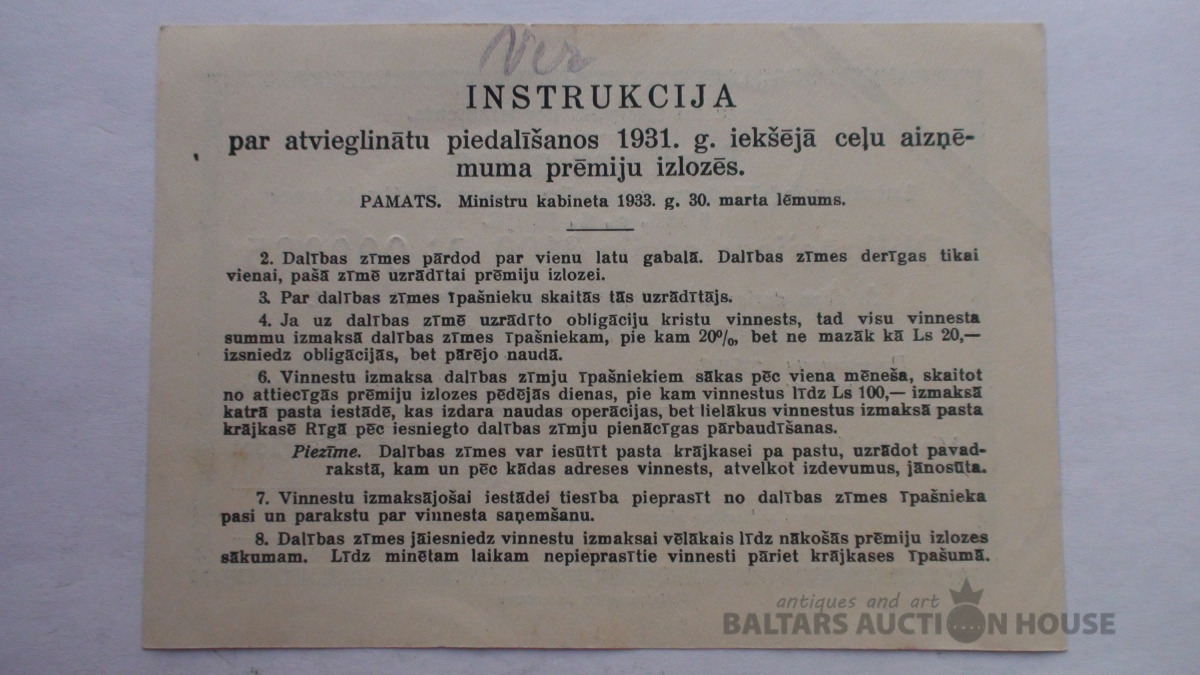 Ver
INSTRUKCIJA
par atvieglinātu piedalīšanos 1931. g. iekšējā ceļu aizņē-
muma prēmiju izlozēs.
PAMATS. Ministru kabineta 1933. g. 30. marta lēmums.
2. Dalības zīmes pārdod par vienu latu gabalā. Dalības zīmes derīgas tikai
vienai, pašā zīmē uzrādītai prēmiju izlozei.
3. Par dalības zīmes īpašnieku skaitās tās uzrādītājs.
4. Ja uz dalības zīmē uzrādīto obligāciju kristu vinnests, tad visu vinnesta
summu izmaksā dalības zīmes īpašniekam, pie kam 20%, bet ne mazāk kā Ls 20,—
izsniedz obligācijās, bet pārējo naudā.
6. Vinnestu izmaksa dalības zīmju īpašniekiem sākas pēc viena mēneša, skaitot
no attiecīgās prēmiju izlozes pēdējās dienas, pie kam vinnestus līdz Ls 100,— izmaksā
katrā pasta iestādē, kas izdara naudas operācijas, bet lielākus vinnestus izmaksā pasta
krājkasē Rīgā pēc iesniegto dalības zīmju pienācīgas pārbaudīšanas.
Piezīme. Dalības zīmes var iesūtīt pasta krājkasei pa pastu, uzrādot pavad-
rakstā, kam un pēc kādas adreses vinnests, atvelkot izdevumus, jānosūta.
7. Vinnestu izmaksājošai iestādei tiesība pieprasīt no dalības zīmes īpašnieka
pasi un parakstu par vinnesta saņemšanu.
8. Dalības zīmes jāiesniedz vinnestu izmaksai vēlākais līdz nākošās prēmiju izlozes
sākumam. Līdz minētam laikam nepieprasītie vinnesti pāriet krājkases īpašumā.
antiques and art
BALTARS AUCTION HOUSE